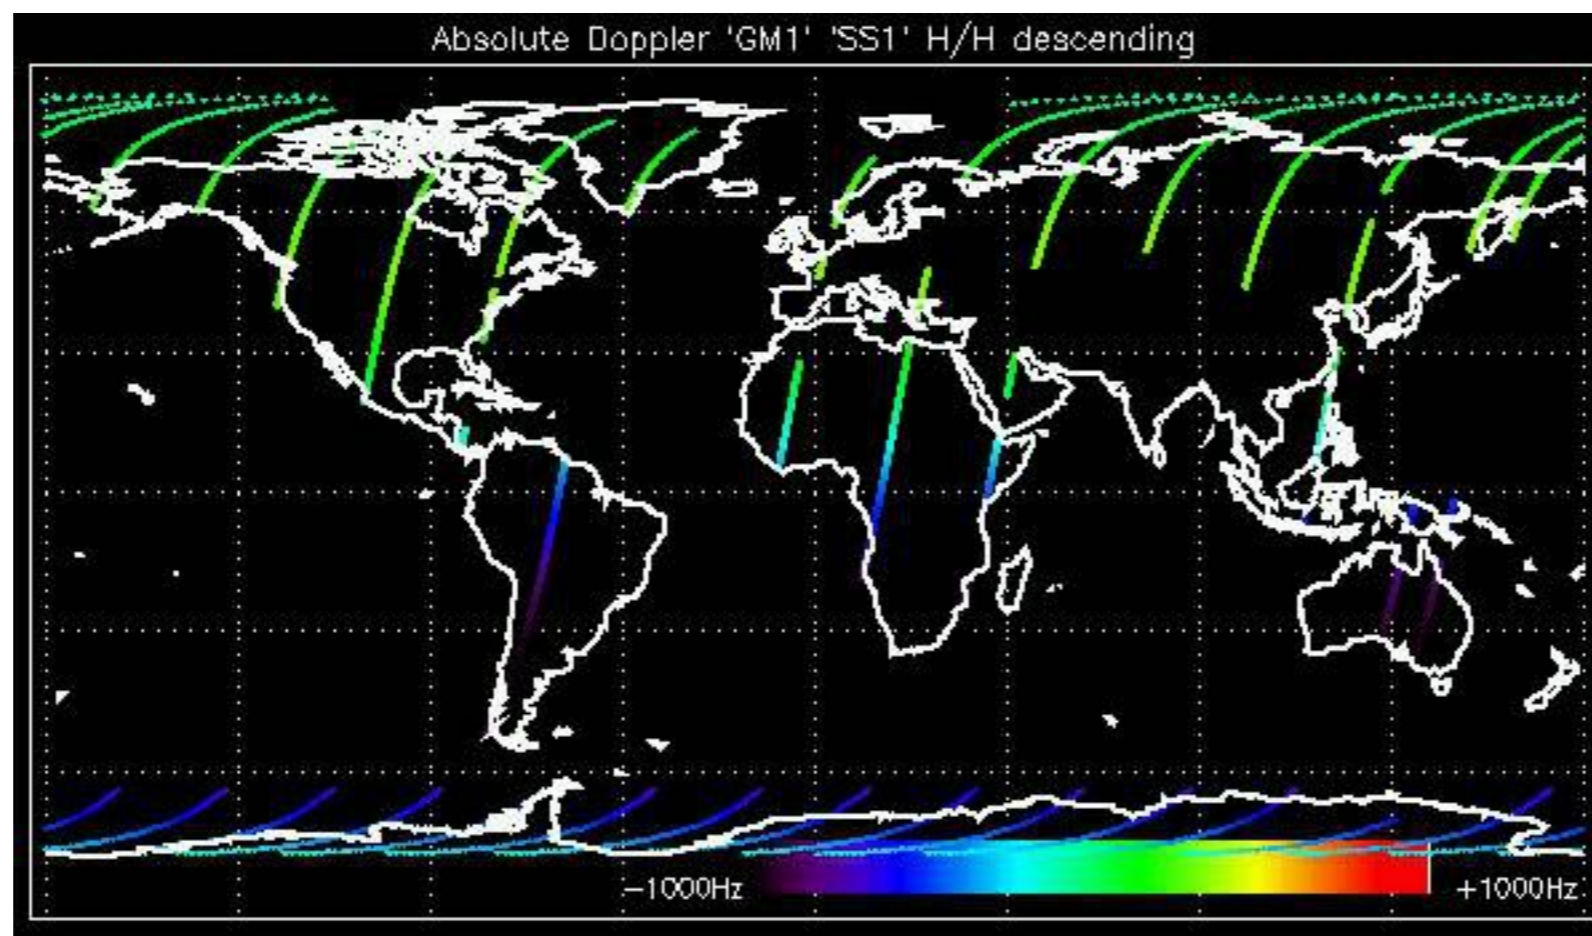 Absolute Doppler 'GM1' 'SS1' H/H descending
-1000Hz +1000Hz